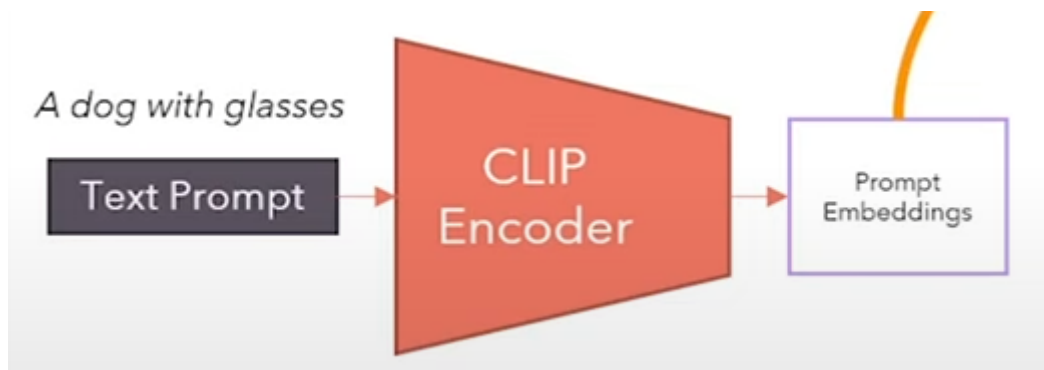 A dog with glasses
Text Prompt
CLIP
Encoder
Prompt
Embeddings